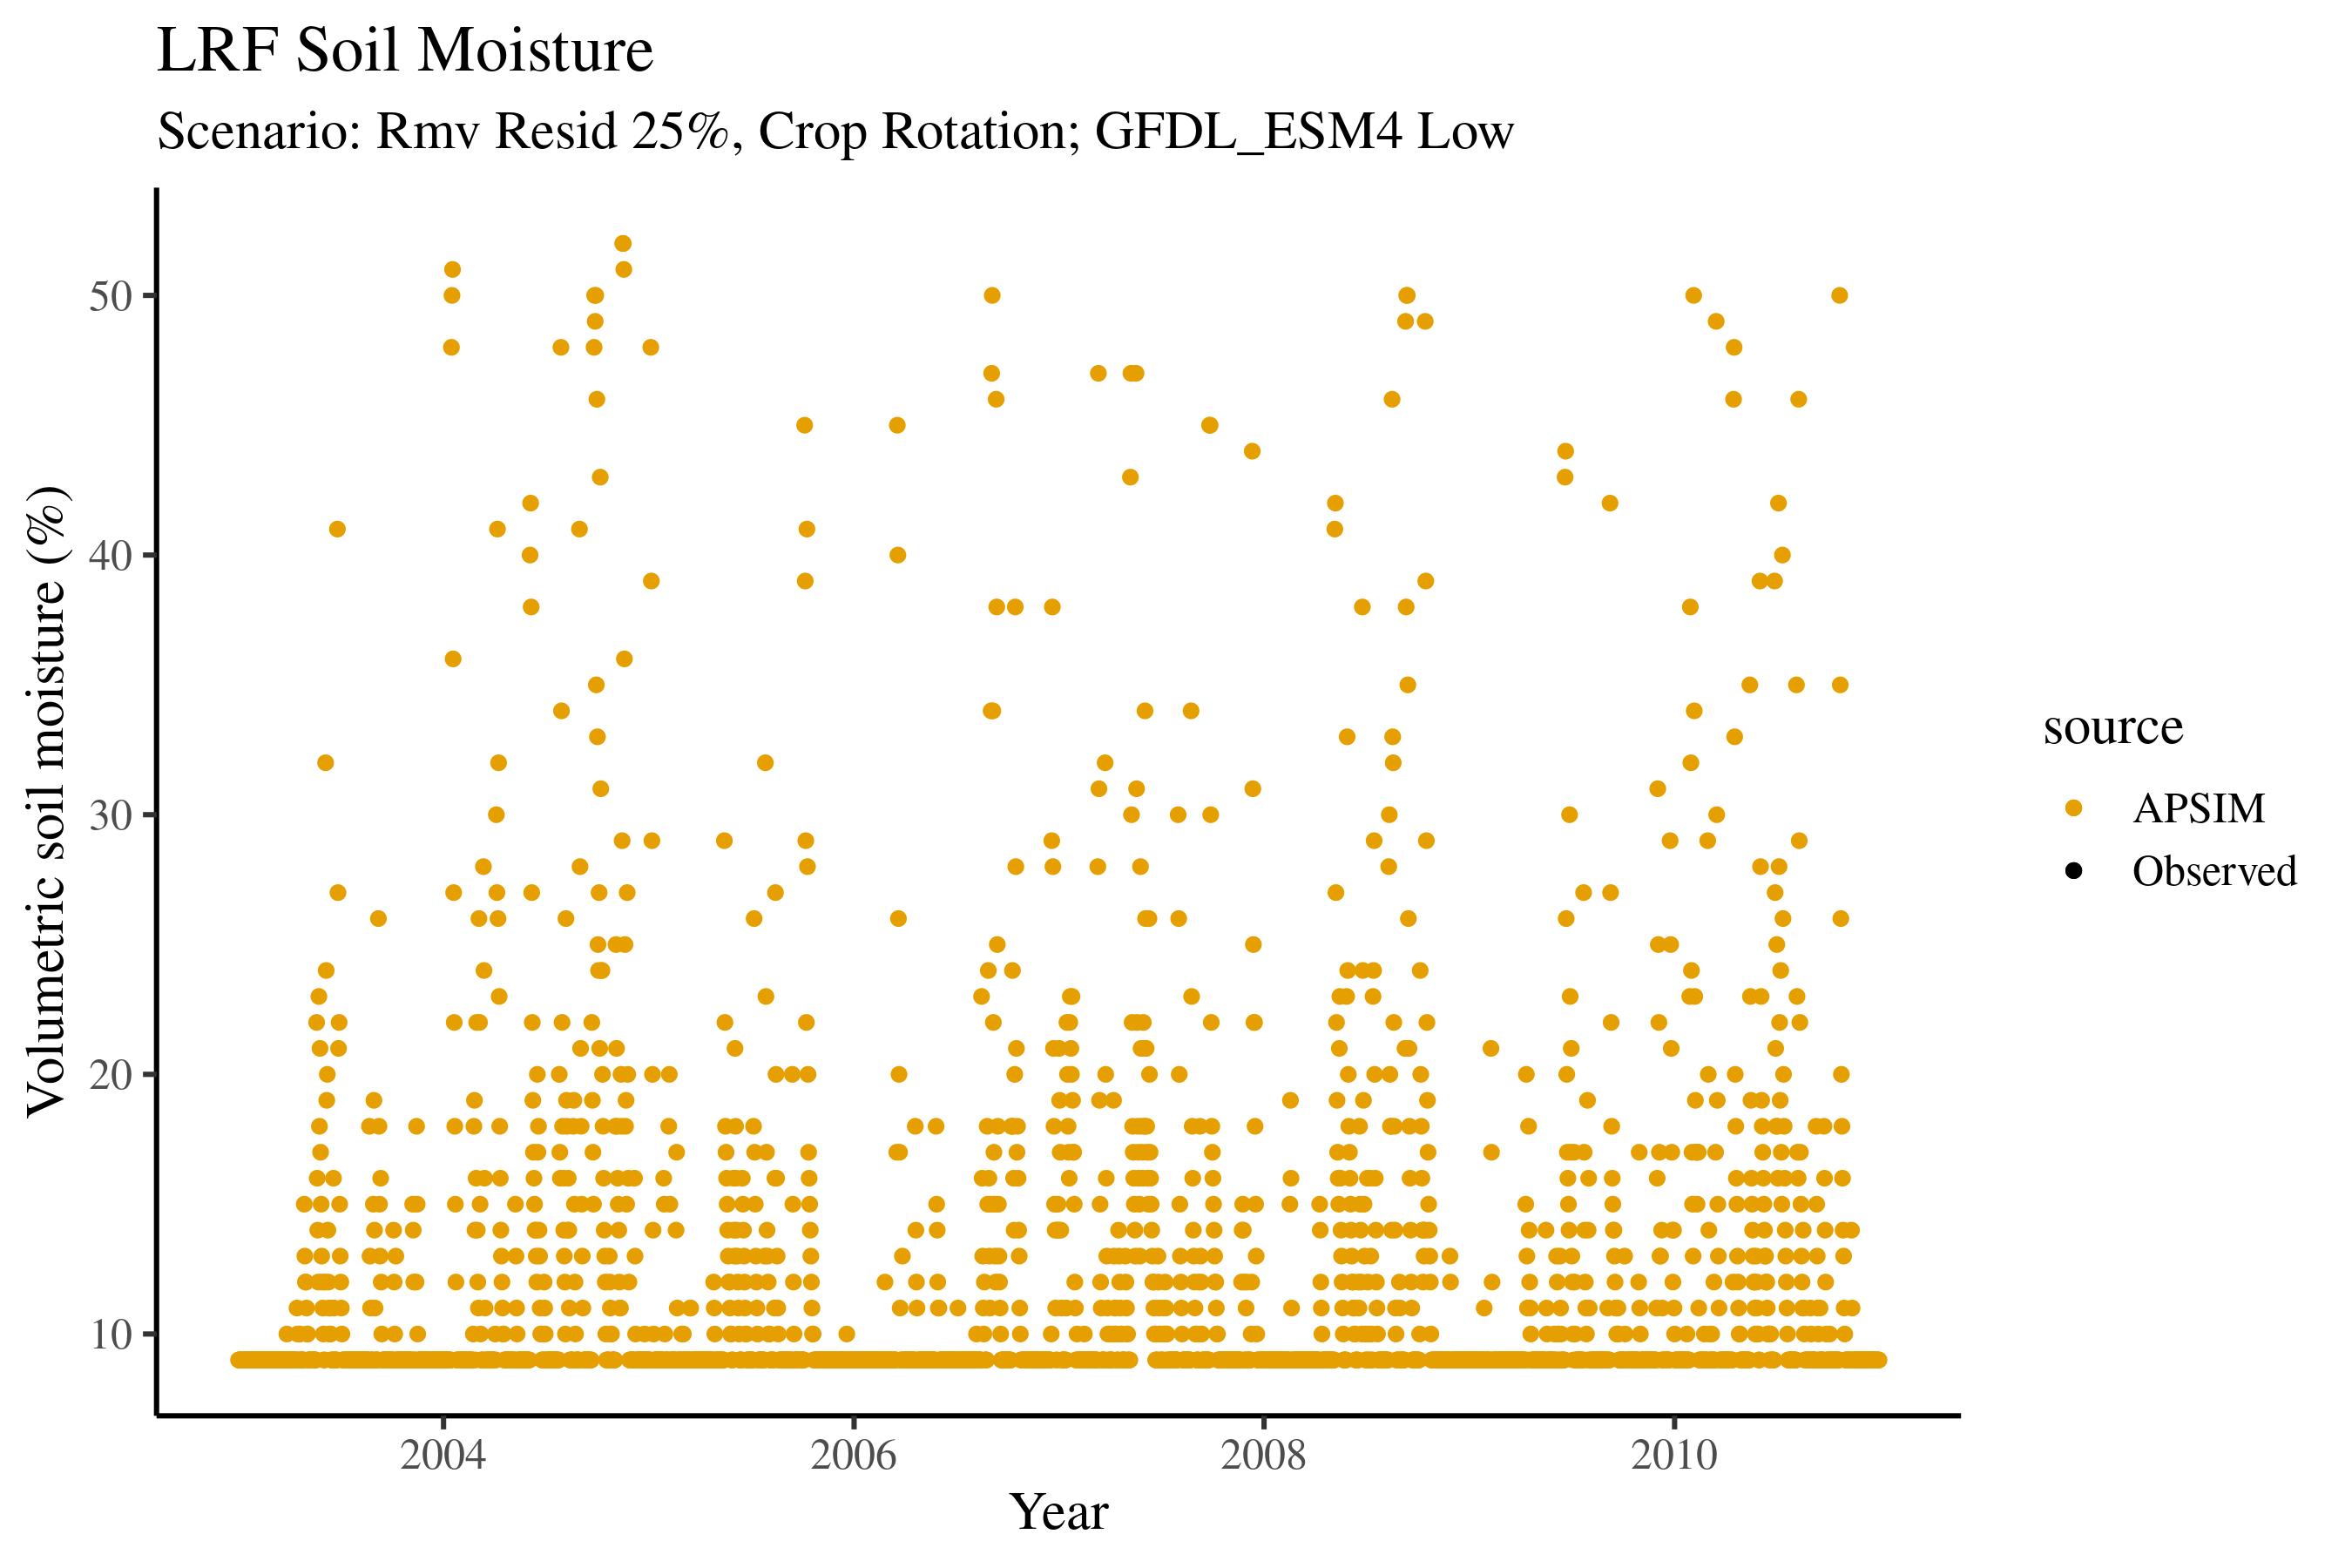 LRF Soil Moisture
Scenario: Rmv Resid 25%, Crop Rotation; GFDL_ESM4 Low
Volumetric soil moisture (%)
50
40
30
20
10
2004
2006
2008
2010
Year
source
APSIM
Observed